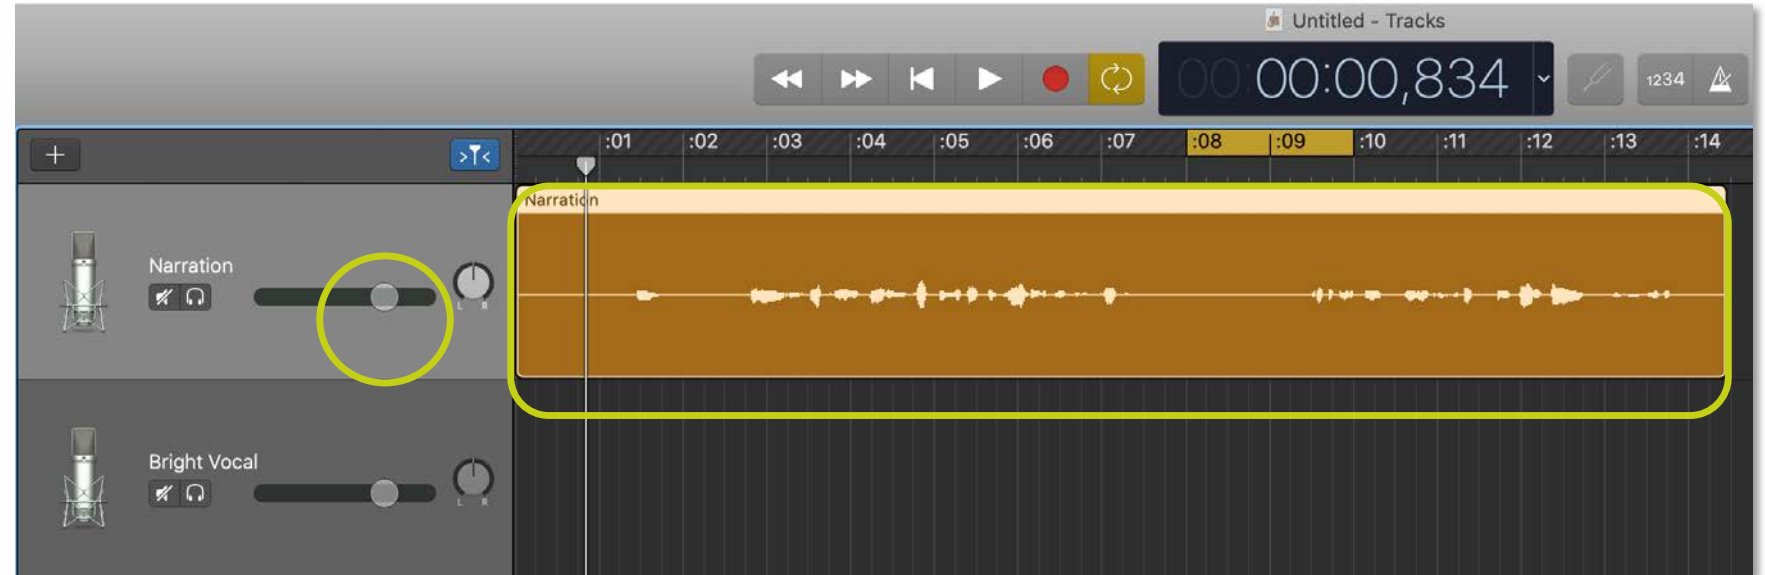 Untitled - Tracks
00:00:00,834
1234
:01 :02 :03 :04 :05 :06 :07 :08 :09 :10 :11 :12 :13 :14
Narration
Narration
L R
Bright Vocal
L R